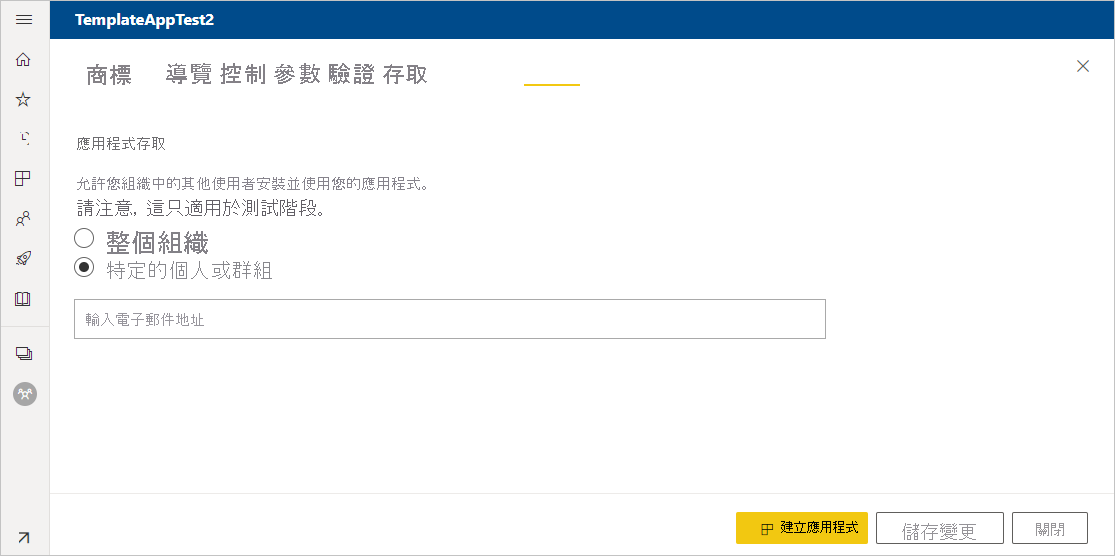 TemplateAppTest2
商標 導覽 控制 參數 驗證 存取
應用程式存取
允許您組織中的其他使用者安裝並使用您的應用程式。
請注意, 這只適用於測試階段。
整個組織
特定的個人或群組
輸入電子郵件地址
建立應用程式 儲存變更 關閉